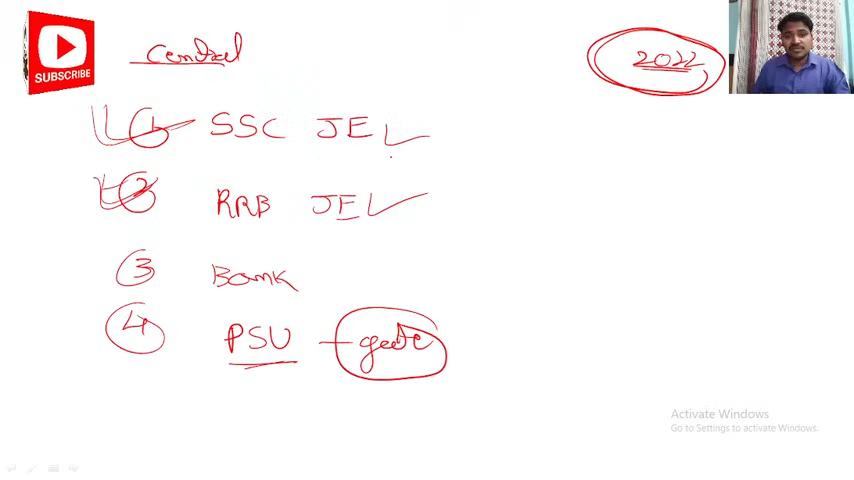 SUBSCRIBE
central
2022
1 SSC JE
2 RRB JE
3 Bank
4 PSU - gate
Activate Windows
Go to Settings to activate Windows.